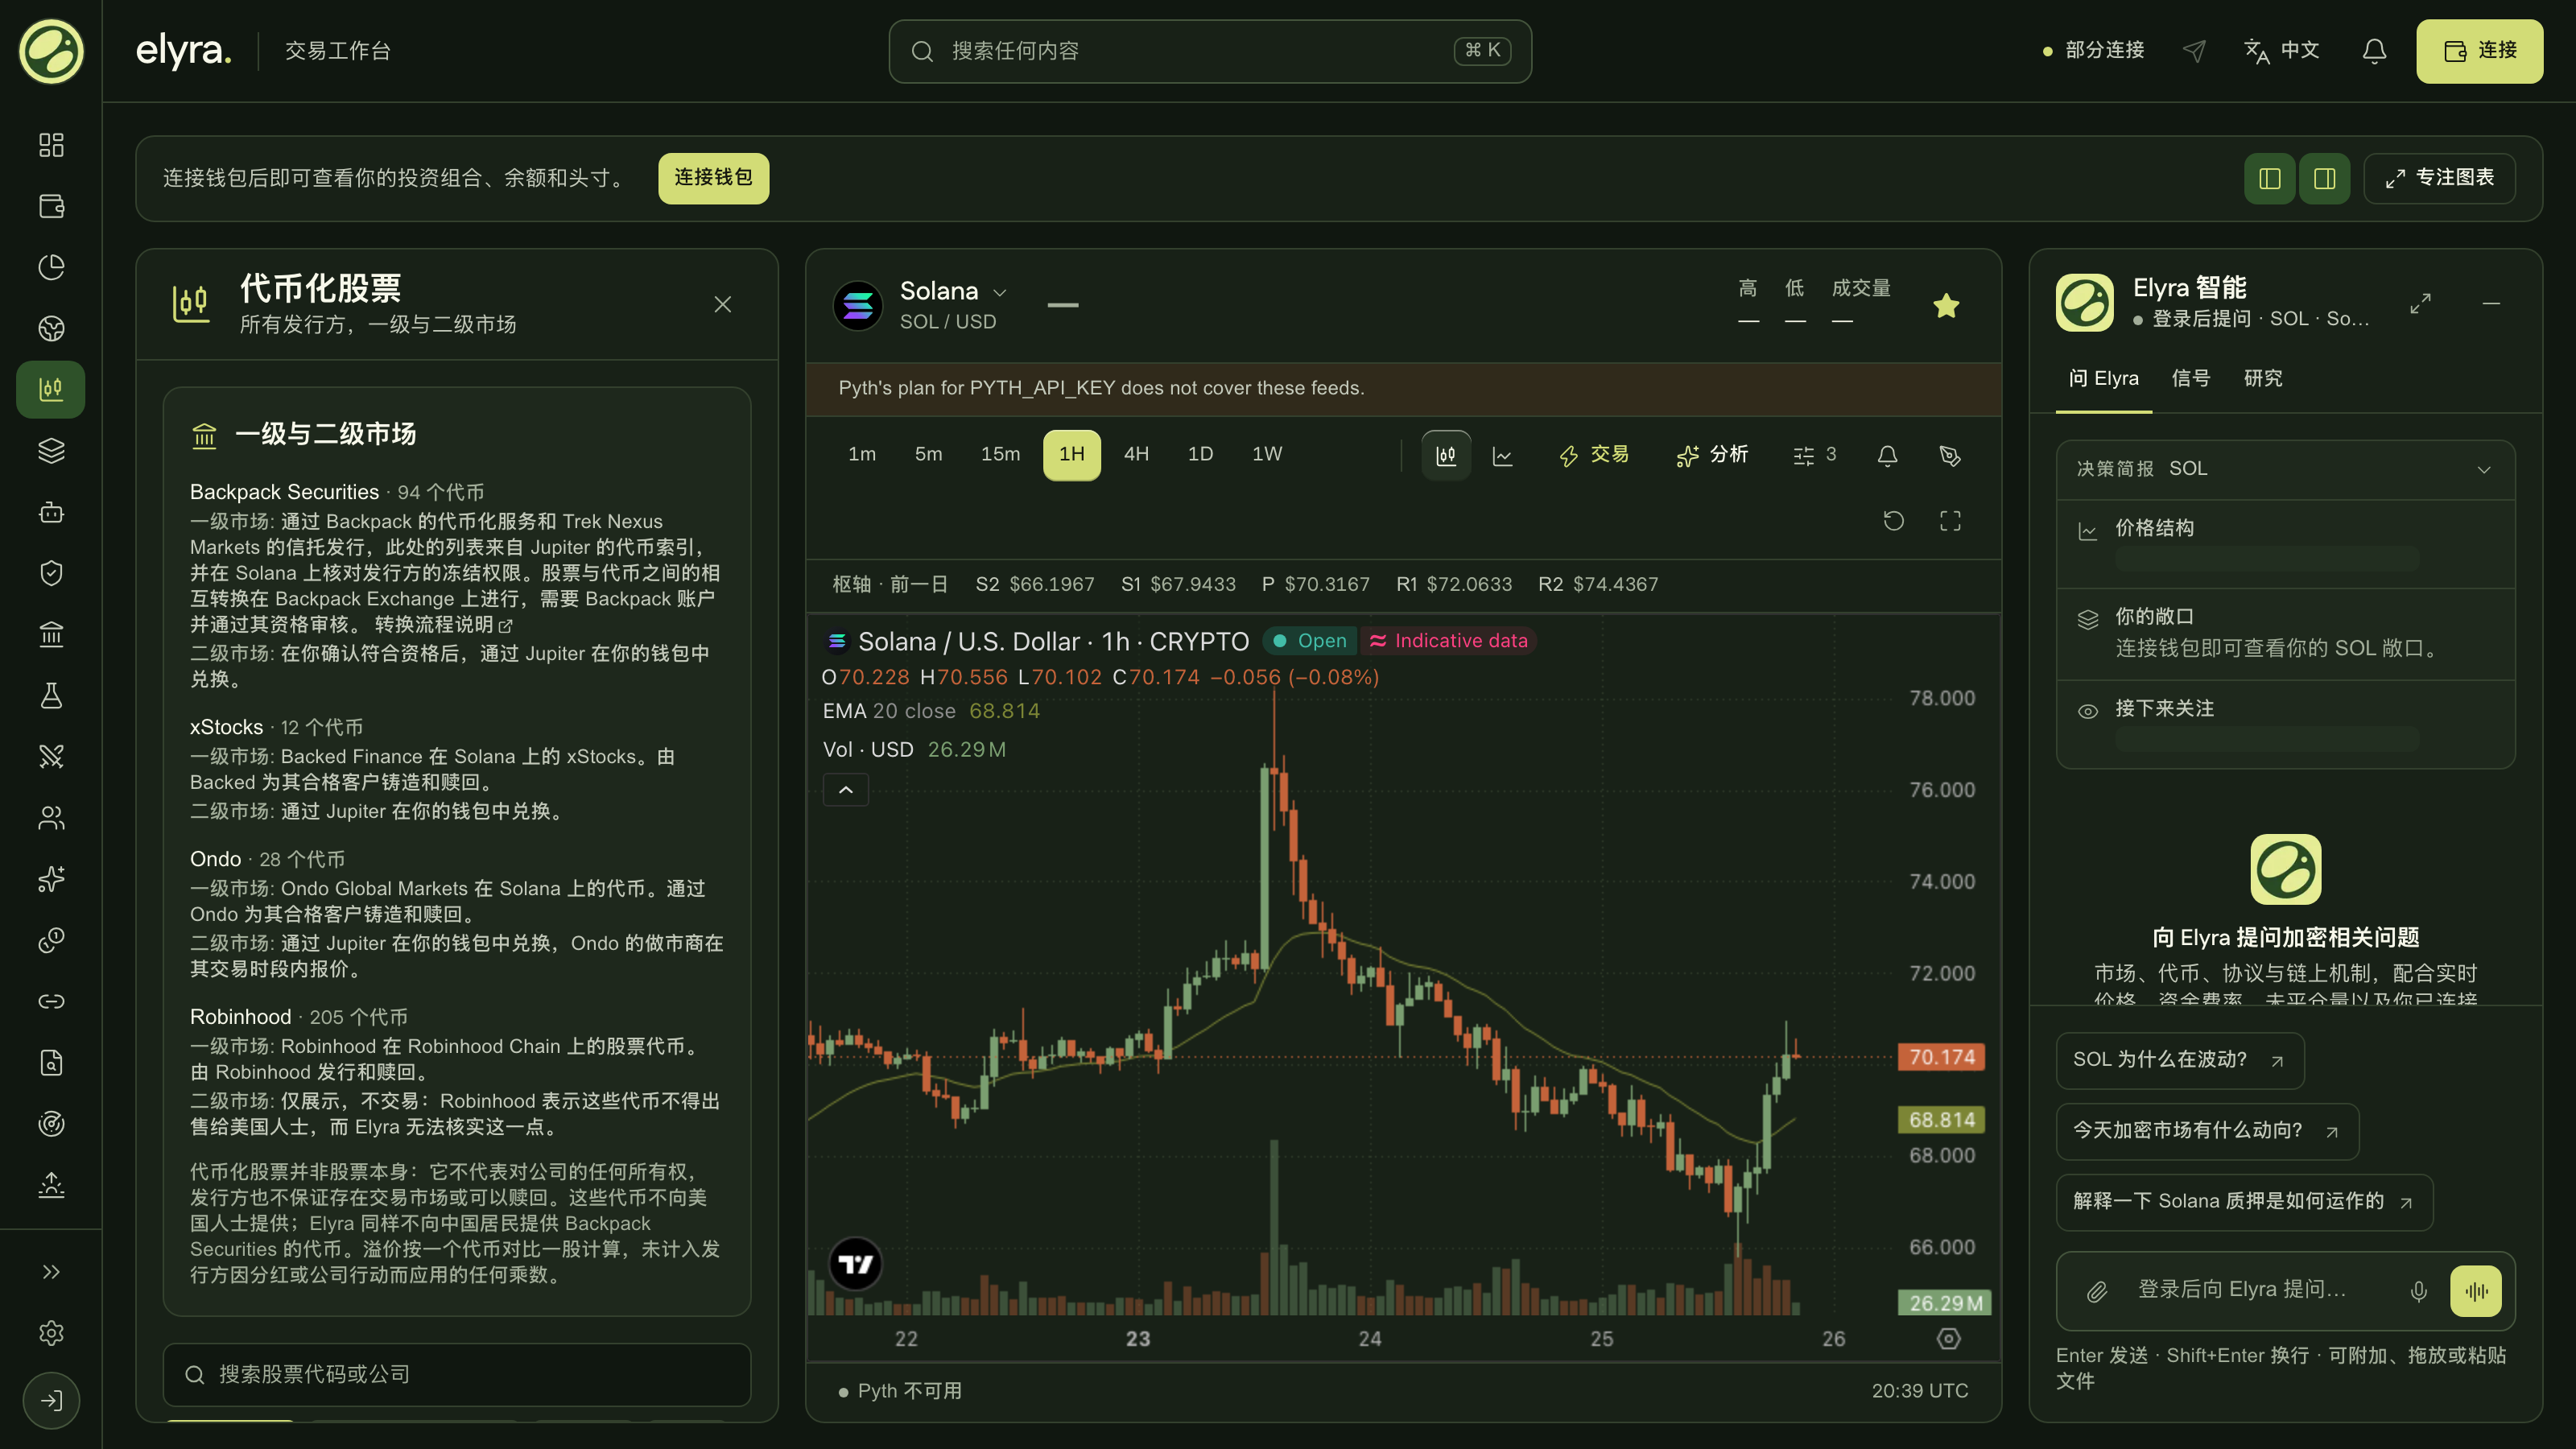 elyra.
交易工作台
搜索任何内容
⌘ K
部分连接
中文
连接
连接钱包后即可查看你的投资组合、余额和头寸。
连接钱包
专注图表
代币化股票
所有发行方，一级与二级市场
一级与二级市场
Backpack Securities · 94 个代币
一级市场: 通过 Backpack 的代币化服务和 Trek Nexus
Markets 的信托发行，此处的列表来自 Jupiter 的代币索引，
并在 Solana 上核对发行方的冻结权限。股票与代币之间的相
互转换在 Backpack Exchange 上进行，需要 Backpack 账户
并通过其资格审核。 转换流程说明
二级市场: 在你确认符合资格后，通过 Jupiter 在你的钱包中
兑换。
xStocks · 12 个代币
一级市场: Backed Finance 在 Solana 上的 xStocks。由
Backed 为其合格客户铸造和赎回。
二级市场: 通过 Jupiter 在你的钱包中兑换。
Ondo · 28 个代币
一级市场: Ondo Global Markets 在 Solana 上的代币。通过
Ondo 为其合格客户铸造和赎回。
二级市场: 通过 Jupiter 在你的钱包中兑换，Ondo 的做市商在
其交易时段内报价。
Robinhood · 205 个代币
一级市场: Robinhood 在 Robinhood Chain 上的股票代币。
由 Robinhood 发行和赎回。
二级市场: 仅展示，不交易：Robinhood 表示这些代币不得出
售给美国人士，而 Elyra 无法核实这一点。
代币化股票并非股票本身：它不代表对公司的任何所有权，
发行方也不保证存在交易市场或可以赎回。这些代币不向美
国人士提供；Elyra 同样不向中国居民提供 Backpack
Securities 的代币。溢价按一个代币对比一股计算，未计入发
行方因分红或公司行动而应用的任何乘数。
搜索股票代码或公司
Solana
SOL / USD
—
高 低 成交量
— — —
Pyth's plan for PYTH_API_KEY does not cover these feeds.
1m 5m 15m 1H 4H 1D 1W
交易 分析 3
枢轴 · 前一日 S2 $66.1967 S1 $67.9433 P $70.3167 R1 $72.0633 R2 $74.4367
Solana / U.S. Dollar · 1h · CRYPTO Open Indicative data
O70.228 H70.556 L70.102 C70.174 −0.056 (−0.08%)
EMA 20 close 68.814
Vol · USD 26.29M
78.000
76.000
74.000
72.000
70.174
68.814
68.000
66.000
26.29M
22 23 24 25 26
Pyth 不可用
20:39 UTC
Elyra 智能
登录后提问 · SOL · So...
问 Elyra 信号 研究
决策简报 SOL
价格结构
你的敞口
连接钱包即可查看你的 SOL 敞口。
接下来关注
向 Elyra 提问加密相关问题
市场、代币、协议与链上机制，配合实时
价格、资金费率、未平仓量以及你已连接
SOL 为什么在波动?
今天加密市场有什么动向?
解释一下 Solana 质押是如何运作的
登录后向 Elyra 提问...
Enter 发送 · Shift+Enter 换行 · 可附加、拖放或粘贴
文件